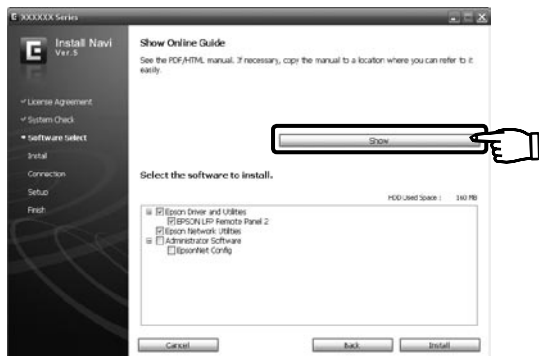 XXXXXX Series
Install Navi
Ver.5
License Agreement
System Check
Software Select
Install
Connection
Setup
Finish
Show Online Guide
See the PDF/HTML manual. If necessary, copy the manual to a location where you can refer to it
easily.
Show
Select the software to install.
HDD Used Space : 160 MB
Epson Driver and Utilities
EPSON LFP Remote Panel 2
Epson Network Utilities
Administrator Software
EpsonNet Config
Cancel
Back
Install